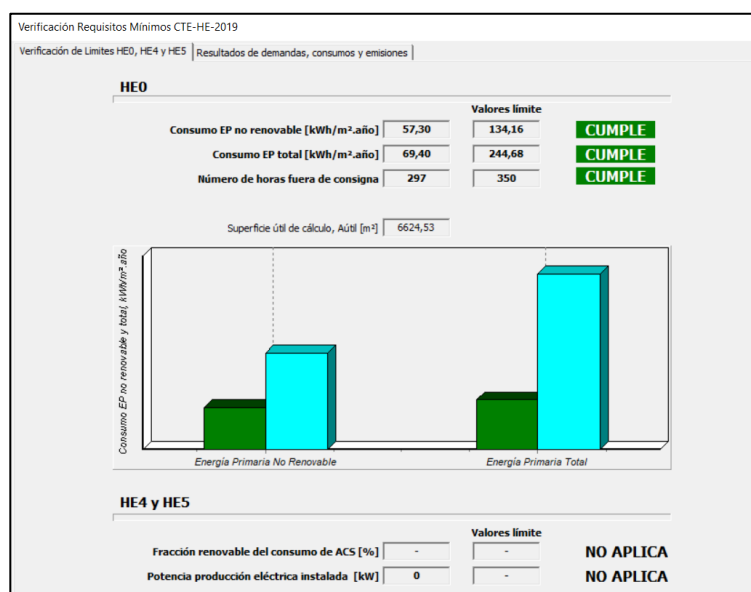 Verificación Requisitos Mínimos CTE-HE-2019
Verificación de Limites HE0, HE4 y HE5 Resultados de demandas, consumos y emisiones
HE0
Valores límite
Consumo EP no renovable [kWh/m².año] 57,30 134,16 CUMPLE
Consumo EP total [kWh/m².año] 69,40 244,68 CUMPLE
Número de horas fuera de consigna 297 350 CUMPLE
Superficie útil de cálculo, Aútil [m²] 6624,53
Consumo EP no renovable y total, kWh/m².año
Energía Primaria No Renovable Energía Primaria Total
HE4 y HE5
Valores límite
Fracción renovable del consumo de ACS [%] - - NO APLICA
Potencia producción eléctrica instalada [kW] 0 - NO APLICA